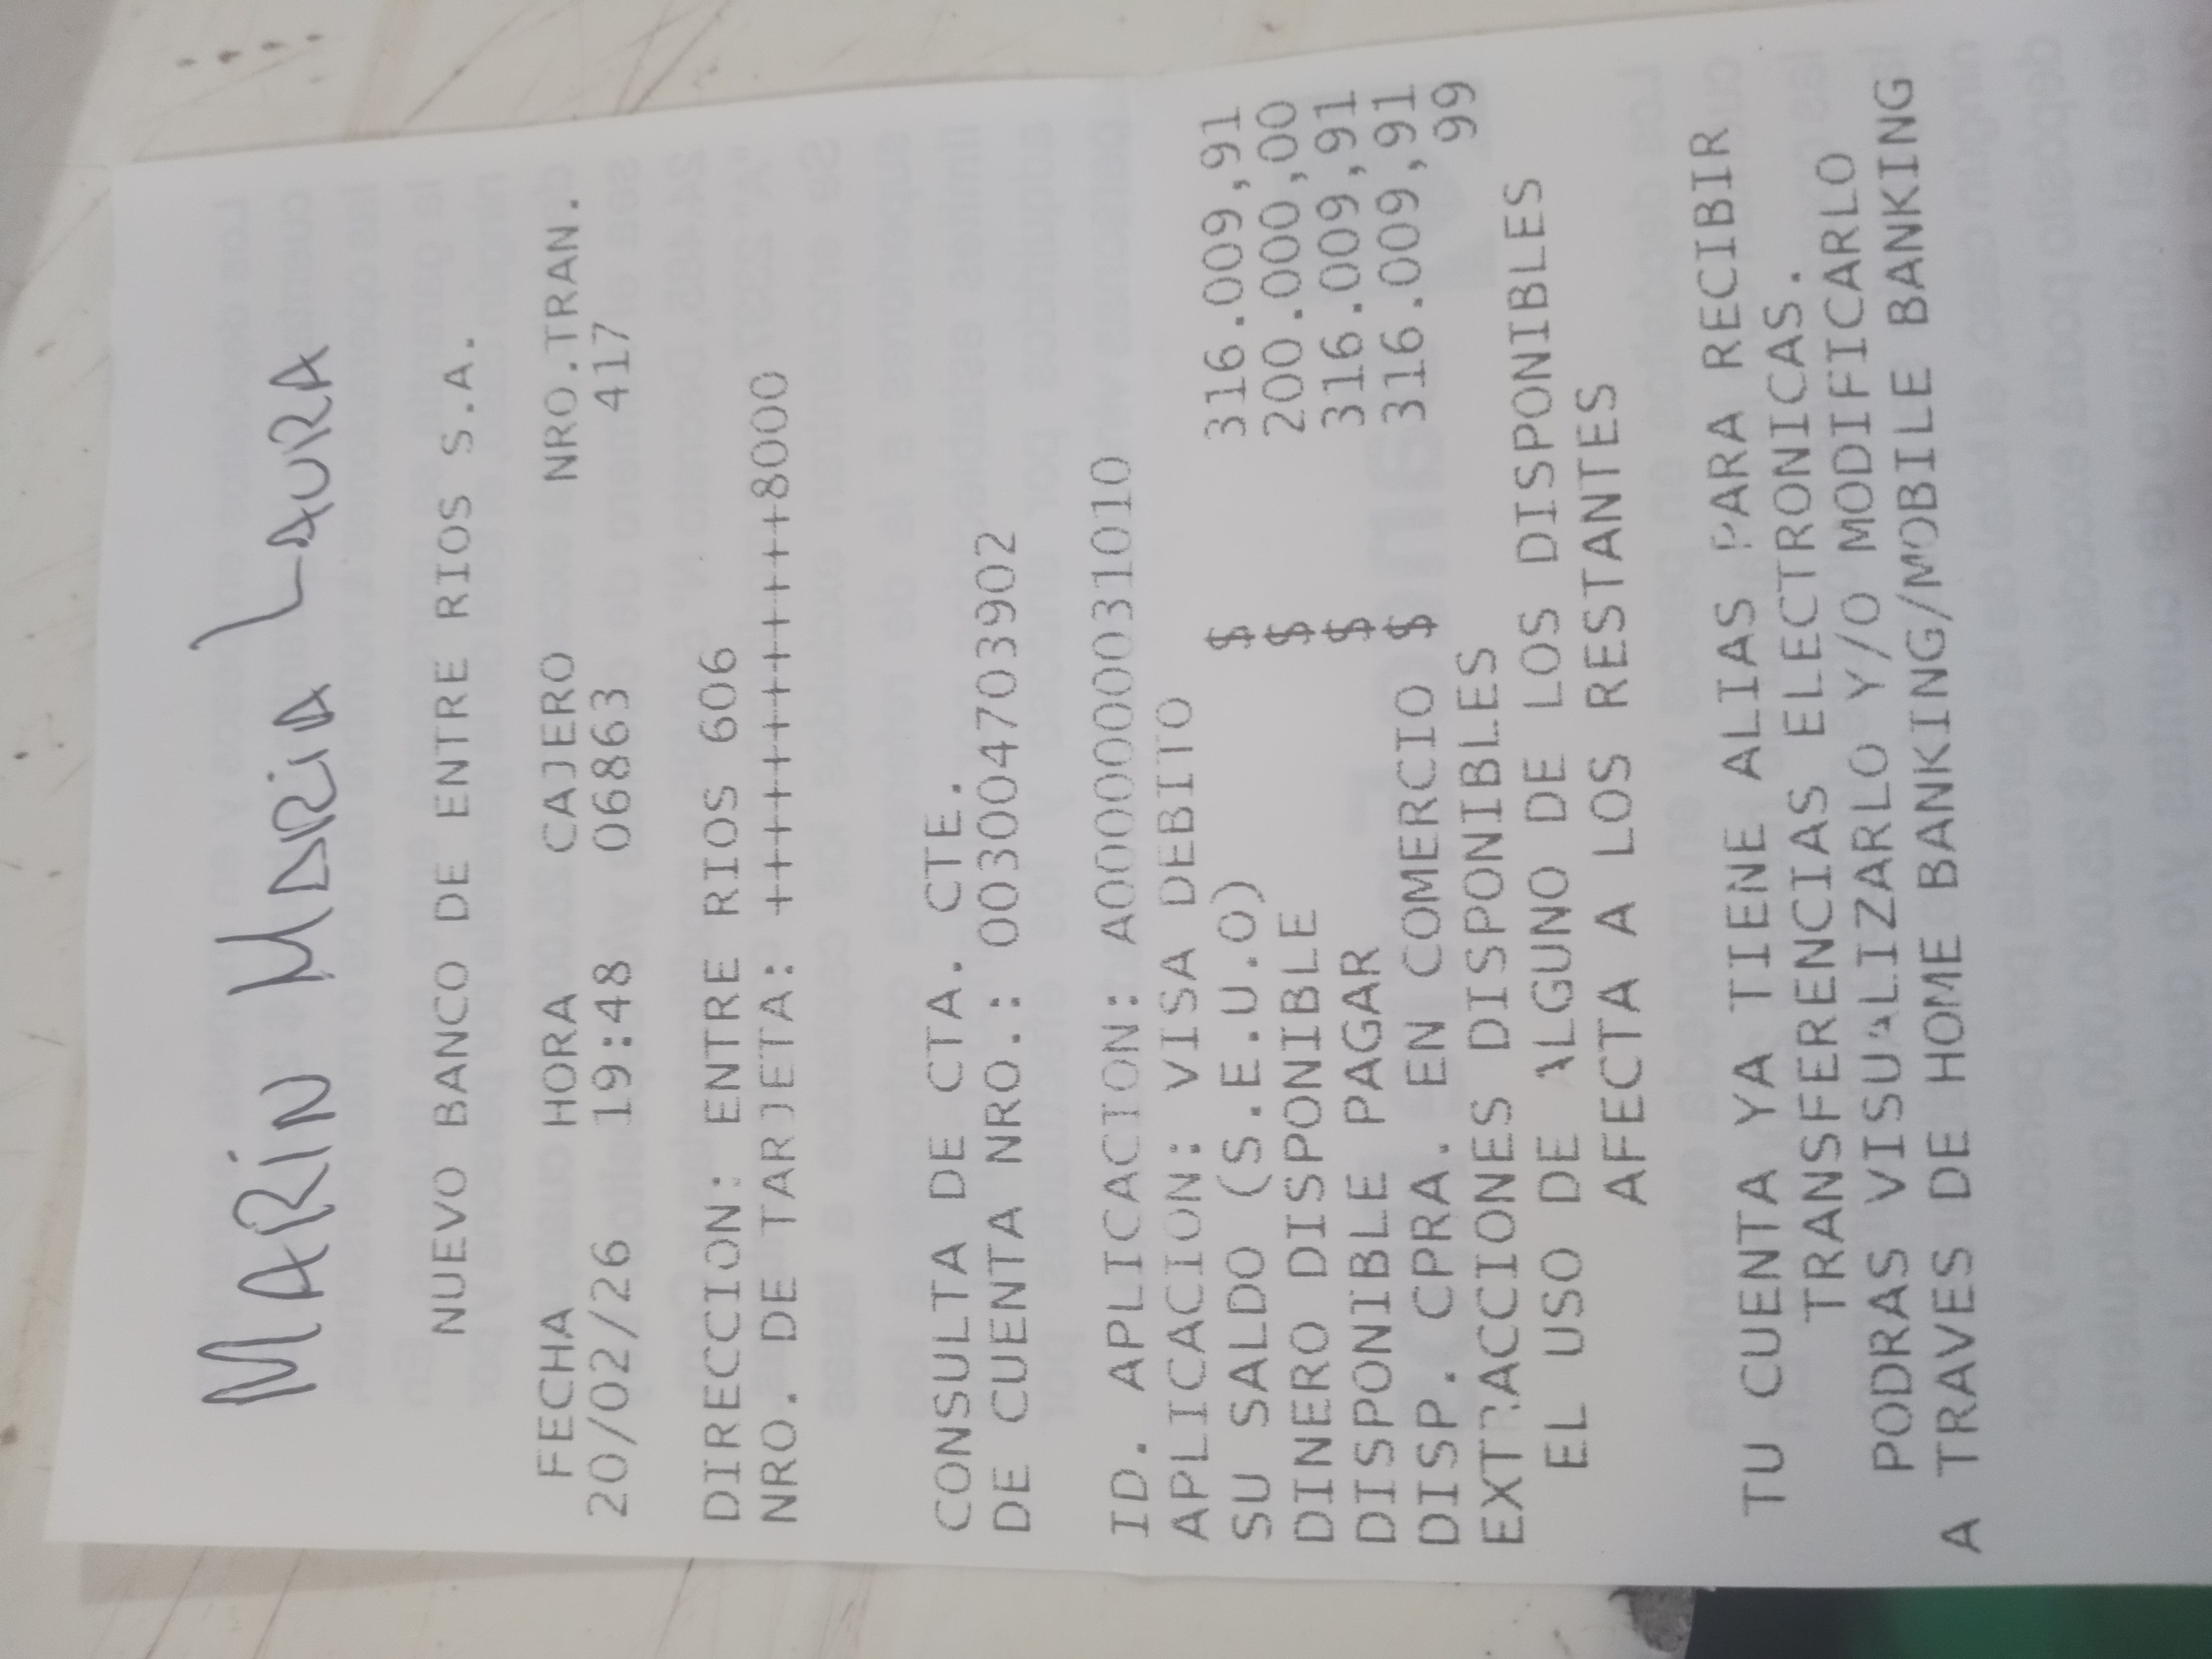 MARIN MARIA LAURA
NUEVO BANCO DE ENTRE RIOS S.A.
FECHA HORA CAJERO NRO.TRAN.
20/02/26 19:48 06863 417
DIRECCION: ENTRE RIOS 606
NRO. DE TARJETA: ++++++++++++8000
CONSULTA DE CTA. CTE.
DE CUENTA NRO.: 003004703902
ID. APLICACION: A0000000031010
APLICACION: VISA DEBITO
SU SALDO (S.E.U.O) $ 316.009,91
DINERO DISPONIBLE $ 200.000,00
DISPONIBLE PAGAR $ 316.009,91
DISP. CPRA. EN COMERCIO $ 316.009,91
EXTRACCIONES DISPONIBLES 99
EL USO DE ALGUNO DE LOS DISPONIBLES
AFECTA A LOS RESTANTES
TU CUENTA YA TIENE ALIAS PARA RECIBIR
TRANSFERENCIAS ELECTRONICAS.
PODRAS VISUALIZARLO Y/O MODIFICARLO
A TRAVES DE HOME BANKING/MOBILE BANKING